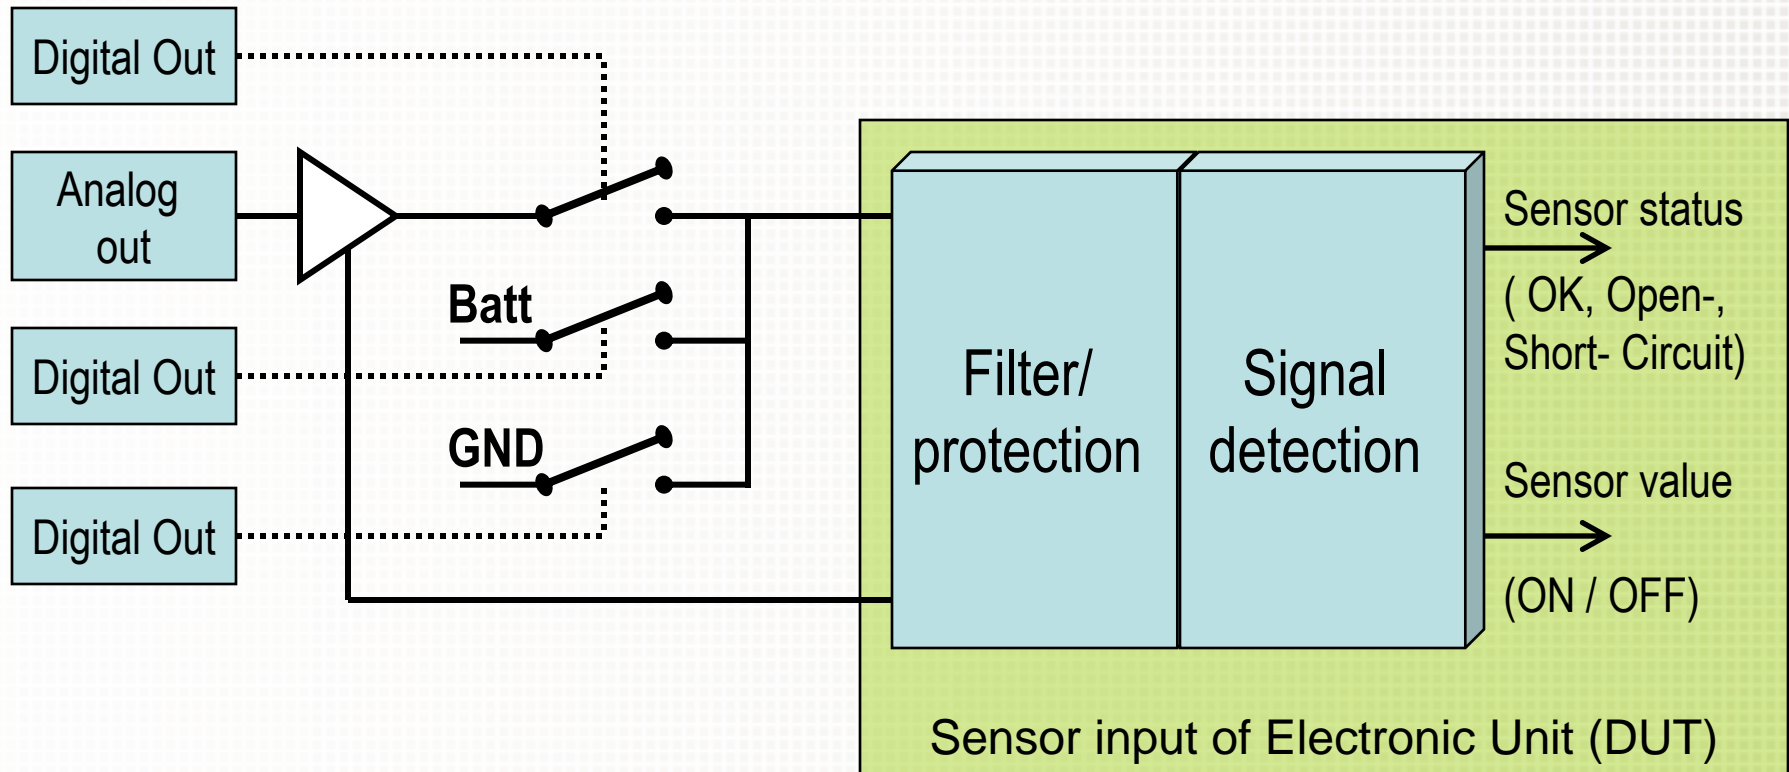 Digital Out
Analog
out
Digital Out
Digital Out
Batt
GND
Filter/
protection
Signal
detection
Sensor status
( OK, Open-,
Short- Circuit)
Sensor value
(ON / OFF)
Sensor input of Electronic Unit (DUT)